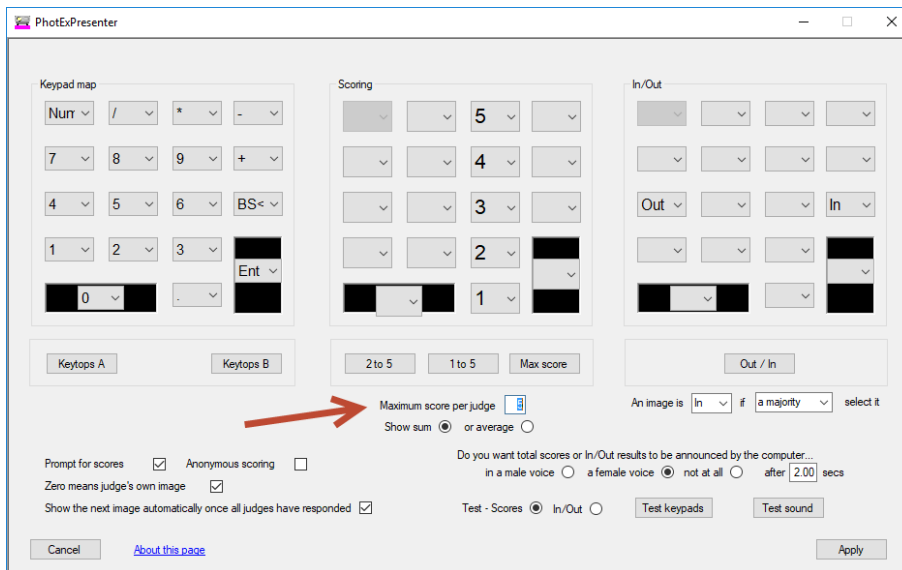 PhotExPresenter
Keypad map Scoring In/Out
/ * - 5
7 8 9 + 4
4 5 6 BS< 3 Out In
1 2 3 Ent 2
0 . 1
Keytops A Keytops B 2 to 5 1 to 5 Max score Out / In
Maximum score per judge An image is In if a majority select it
Show sum or average
Do you want total scores or In/Out results to be announced by the computer...
Prompt for scores Anonymous scoring in a male voice a female voice not at all after 2.00 secs
Zero means judge's own image
Show the next image automatically once all judges have responded Test - Scores In/Out Test keypads Test sound
Cancel About this page Apply